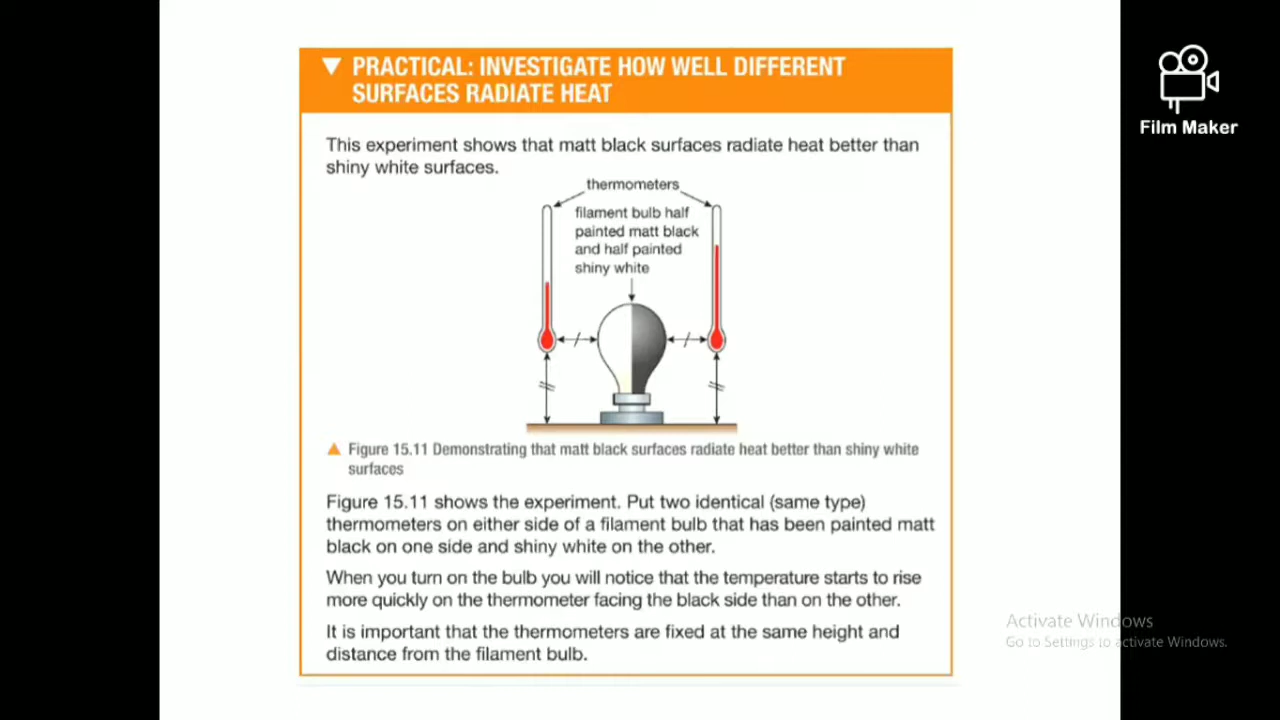 PRACTICAL: INVESTIGATE HOW WELL DIFFERENT
SURFACES RADIATE HEAT
Film Maker
This experiment shows that matt black surfaces radiate heat better than
shiny white surfaces.
thermometers
filament bulb half
painted matt black
and half painted
shiny white
Figure 15.11 Demonstrating that matt black surfaces radiate heat better than shiny white
surfaces
Figure 15.11 shows the experiment. Put two identical (same type)
thermometers on either side of a filament bulb that has been painted matt
black on one side and shiny white on the other.
When you turn on the bulb you will notice that the temperature starts to rise
more quickly on the thermometer facing the black side than on the other.
It is important that the thermometers are fixed at the same height and
distance from the filament bulb.
Activate Windows
Go to Settings to activate Windows.